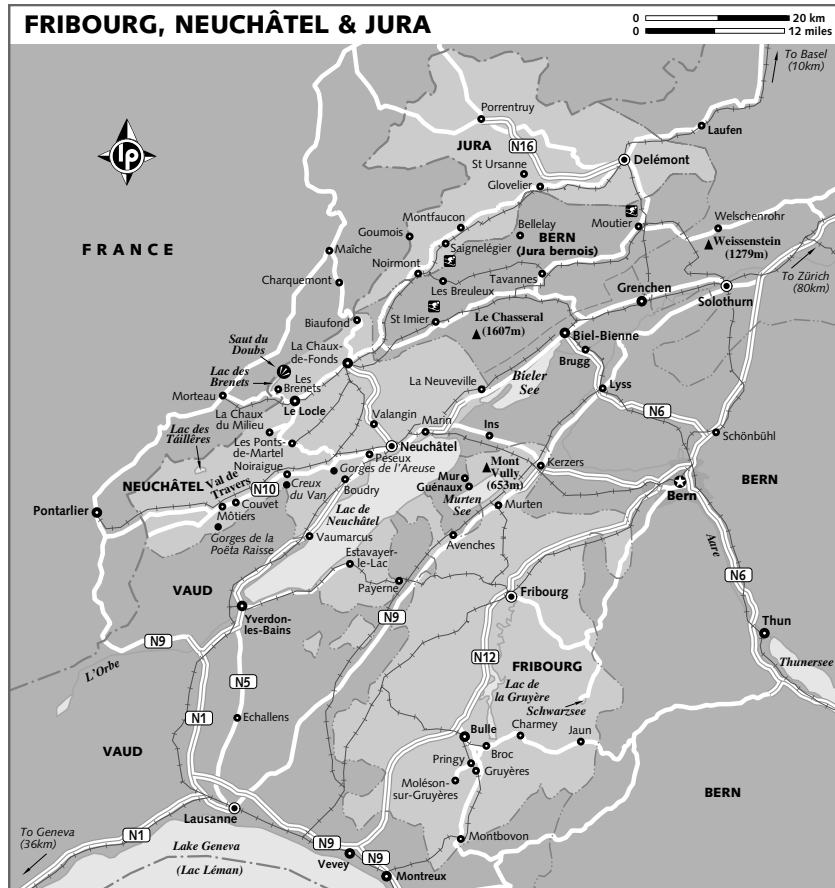 FRIBOURG, NEUCHÂTEL & JURA
0 20 km
0 12 miles
To Basel
(10km)
lp
Porrentruy
Laufen
JURA
N16
St Ursanne
Delémont
Glovelier
Montfaucon
Goumois
Bellelay
Moutier
Welschenrohr
FRANCE
Maîche
Saignelégier
BERN
(Jura bernois)
Weissenstein
(1279m)
Noirmont
Charquemont
Les Breuleux
Tavannes
To Zürich
(80km)
Grenchen
Solothurn
Biaufond
St Imier
Le Chasseral
(1607m)
Saut du
Doubs
La Chaux-
de-Fonds
Biel-Bienne
Brugg
Lac des
Brenets
Les
Brenets
La Neuveville
Bieler
See
Lyss
Morteau
Le Locle
N6
La Chaux
du Milieu
Valangin
Marin
Ins
Lac des
Táillêres
Les Ponts-
de-Martel
Neuchâtel
Schönbühl
Péseux
Noiraigue
Gorges de l'Areuse
Mont
Vully
(653m)
Kerzers
Mur
Guénaux
NEUCHÂTEL
Val de
Travers
N10
Creux
du Van
Boudry
BERN
Bern
Murten
See
Murten
Pontarlier
Couvet
Môtiers
Lac de
Neuchâtel
Gorges de la
Poëta Raisse
Vaumarcus
Avenches
Aare
Estavayer-
le-Lac
Payerne
N6
VAUD
Yverdon-
les-Bains
N9
Fribourg
Thun
N9
N12
FRIBOURG
Thunersee
L'Orbe
N5
Lac de
la Gruyère
Schwarzsee
N1
Echallens
Bulle
Charmey
Jaun
VAUD
Broc
Pringy
Gruyères
Moléson-
sur-Gruyères
BERN
Lausanne
To Geneva
(36km)
N1
Montbovon
N9
Lake Geneva
(Lac Léman)
Vevey
N9
Montreux